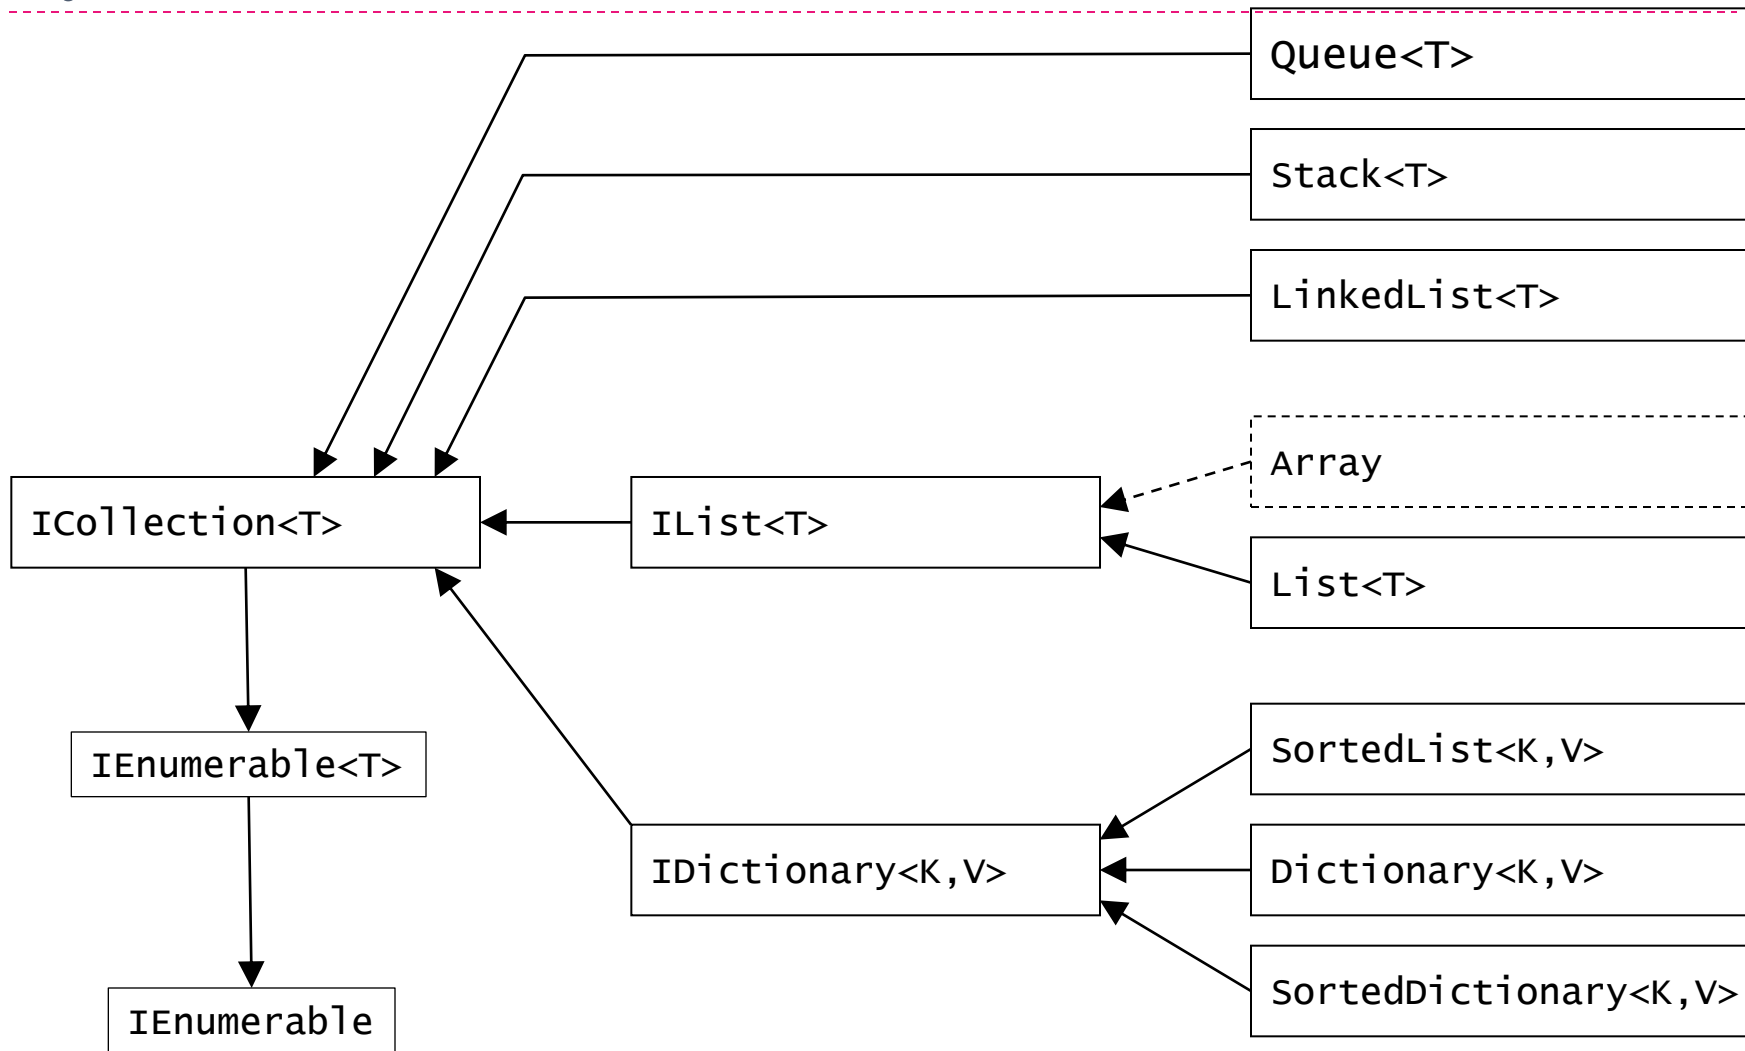 Queue<T>
Stack<T>
LinkedList<T>
Array
ICollection<T>
IList<T>
List<T>
SortedList<K,V>
IEnumerable<T>
IDictionary<K,V>
Dictionary<K,V>
SortedDictionary<K,V>
IEnumerable